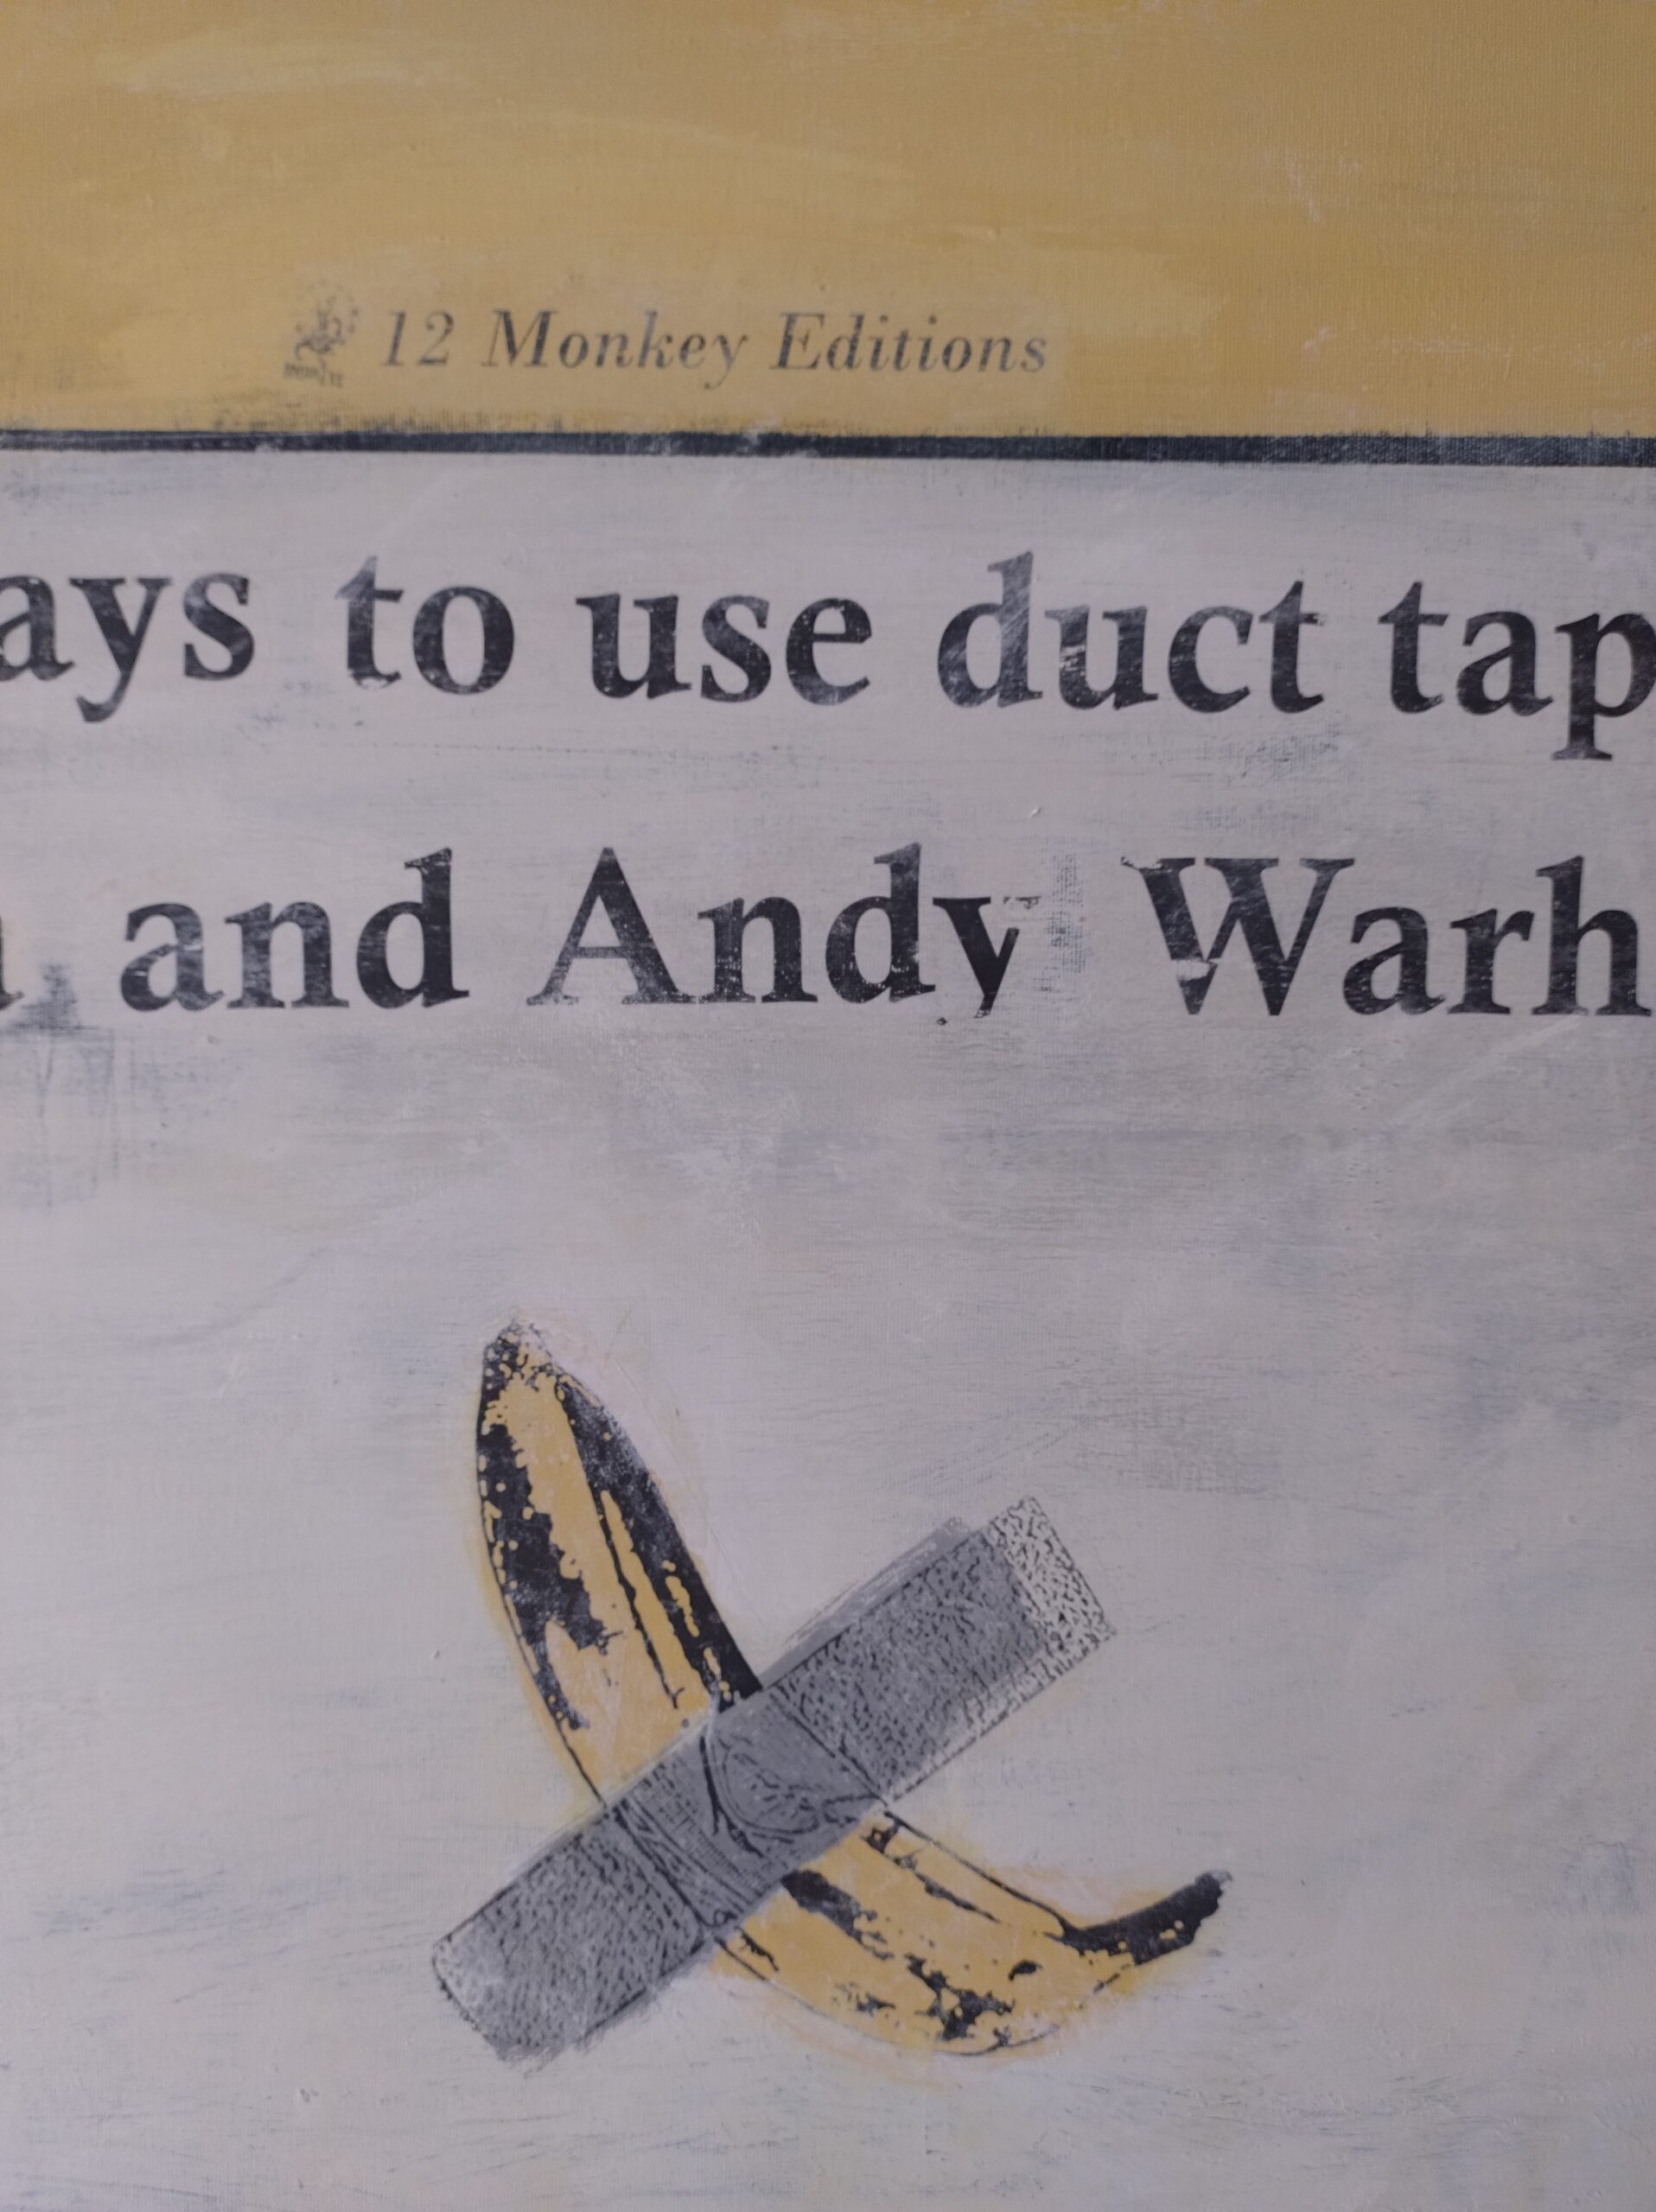 12 Monkey Editions
ays to use duct tap
and Andy Warh